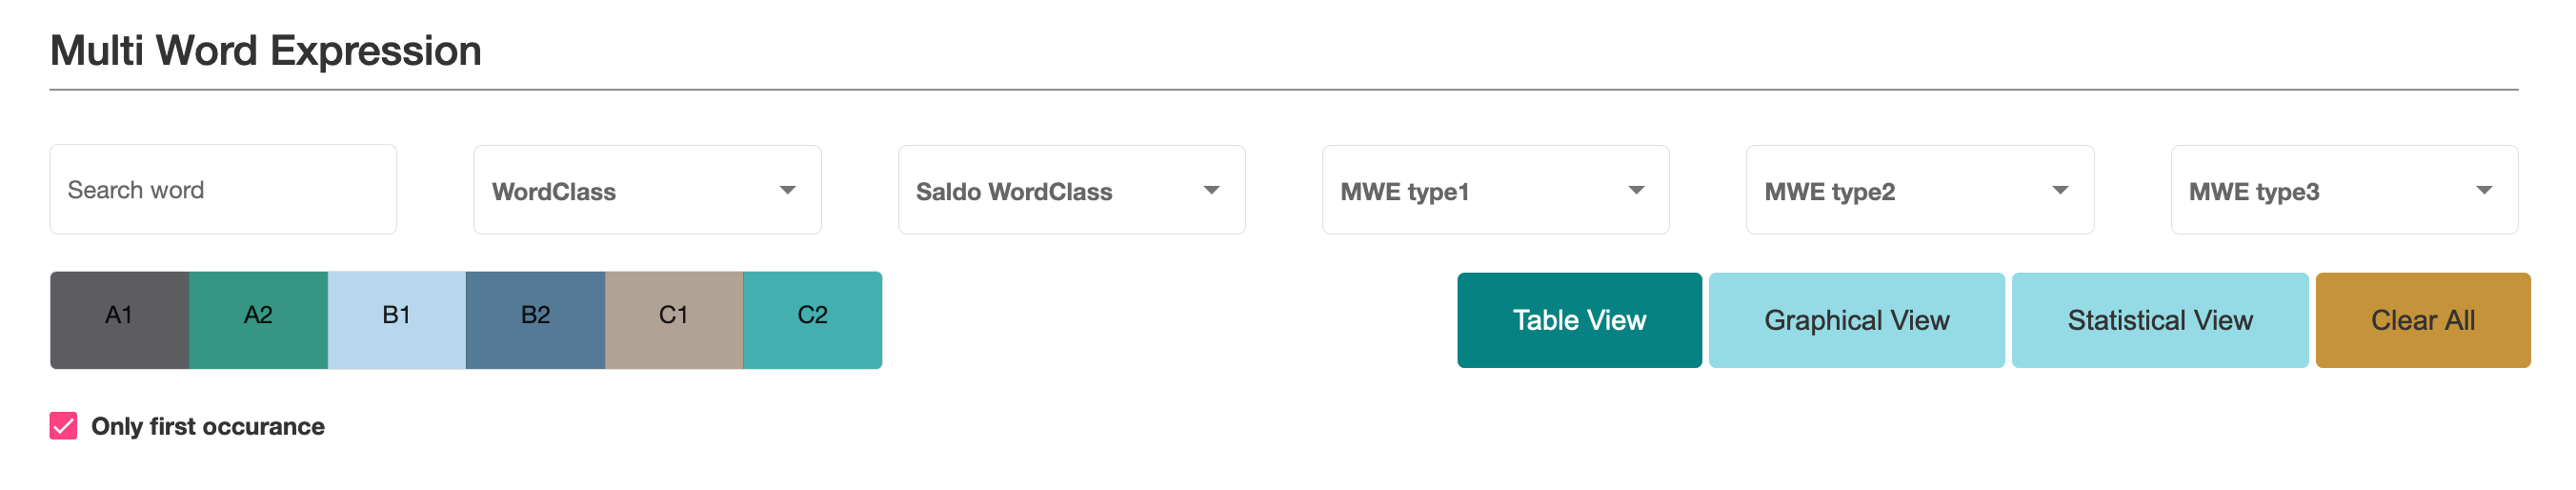 Multi Word Expression
Search word WordClass Saldo WordClass MWE type1 MWE type2 MWE type3
A1 A2 B1 B2 C1 C2 Table View Graphical View Statistical View Clear All
Only first occurance